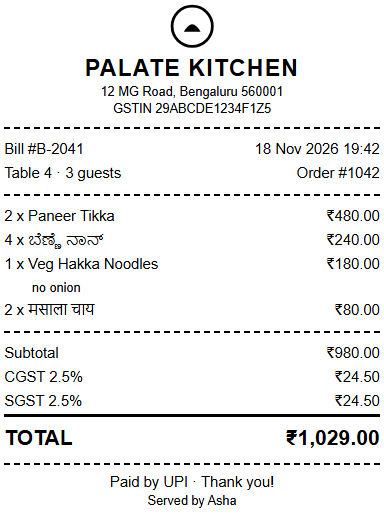 PALATE KITCHEN
12 MG Road, Bengaluru 560001
GSTIN 29ABCDE1234F1Z5
Bill #B-2041 18 Nov 2026 19:42
Table 4 · 3 guests Order #1042
2 x Paneer Tikka ₹480.00
4 x ಬೆಣ್ಣೆ ನಾನ್ ₹240.00
1 x Veg Hakka Noodles ₹180.00
no onion
2 x मसाला चाय ₹80.00
Subtotal ₹980.00
CGST 2.5% ₹24.50
SGST 2.5% ₹24.50
TOTAL ₹1,029.00
Paid by UPI · Thank you!
Served by Asha